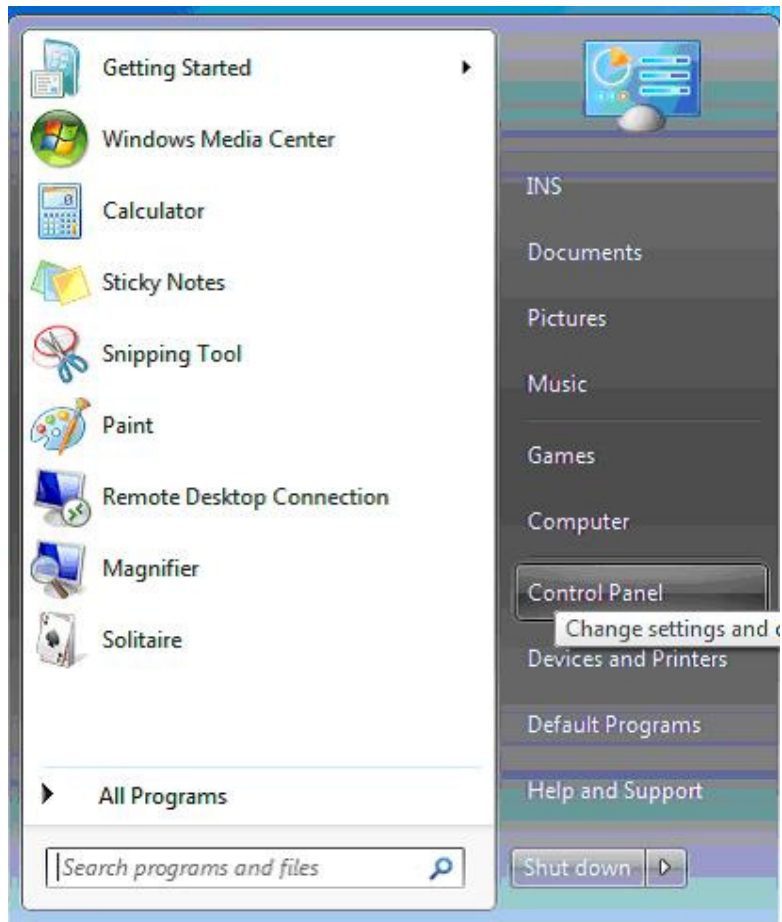 Getting Started
Windows Media Center
Calculator
Sticky Notes
Snipping Tool
Paint
Remote Desktop Connection
Magnifier
Solitaire
All Programs
Search programs and files
INS
Documents
Pictures
Music
Games
Computer
Control Panel
Change settings and
Devices and Printers
Default Programs
Help and Support
Shut down